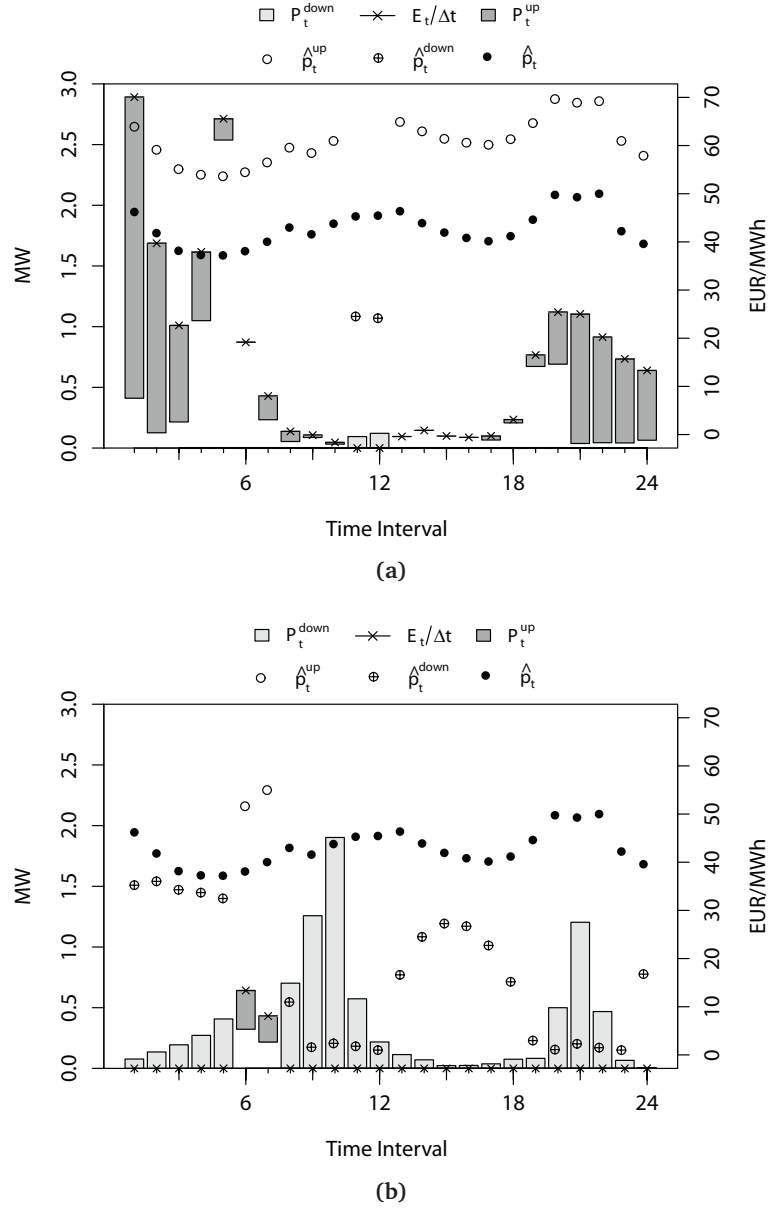 P_t^down E_t/Δt P_t^up
p̂_t^up p̂_t^down p̂_t
3.0
2.5
2.0
1.5
1.0
0.5
0.0
MW
70
60
50
40
30
20
10
0
EUR/MWh
6 12 18 24
Time Interval
(a)
P_t^down E_t/Δt P_t^up
p̂_t^up p̂_t^down p̂_t
3.0
2.5
2.0
1.5
1.0
0.5
0.0
MW
70
60
50
40
30
20
10
0
EUR/MWh
6 12 18 24
Time Interval
(b)